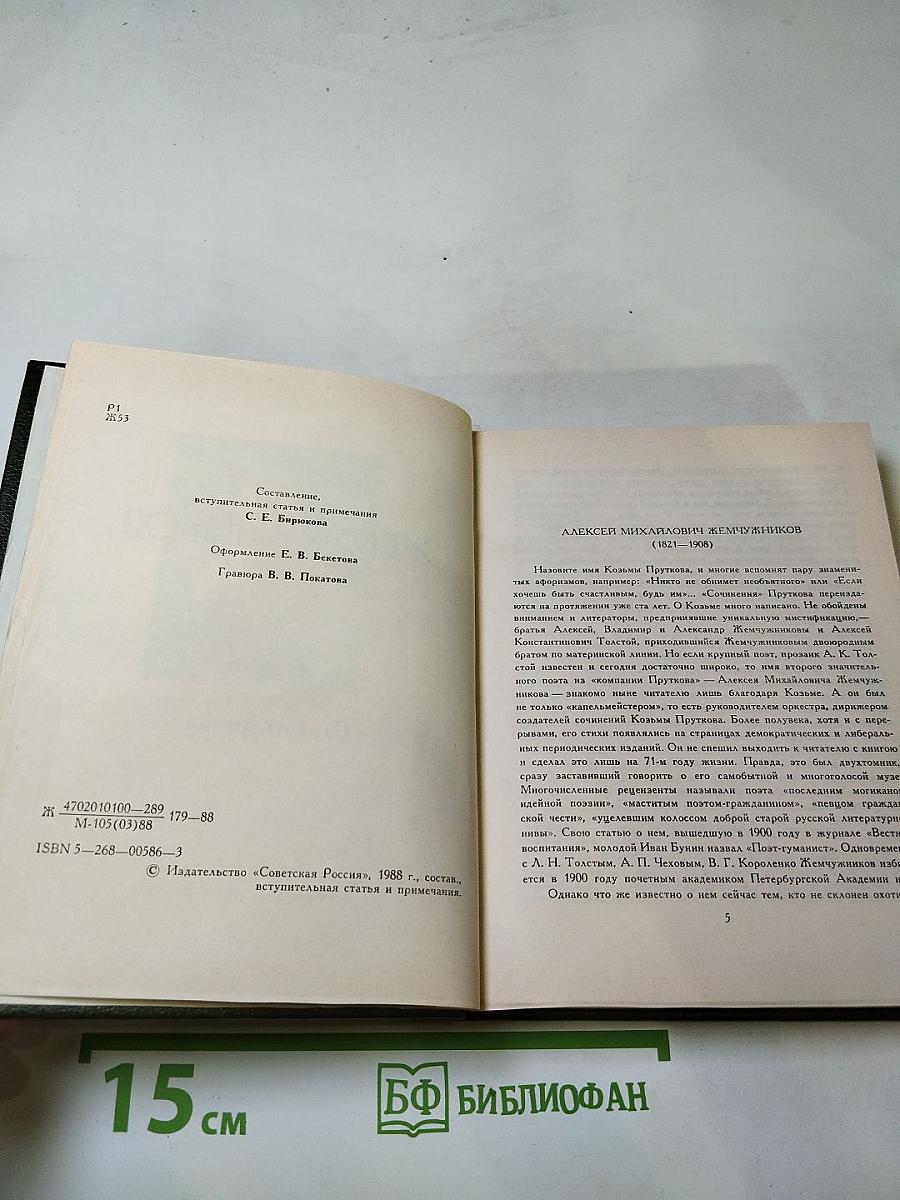 Р1
Ж53
Составление,
вступительная статья и примечания
С. Е. Бирюкова
Оформление Е. В. Бекетова
Гравюра В. В. Покатова
Ж 4702010100—289
М-105(03)88 179—88
ISBN 5—268—00586—3
© Издательство «Советская Россия», 1988 г., состав.,
вступительная статья и примечания.
АЛЕКСЕЙ МИХАЙЛОВИЧ ЖЕМЧУЖНИКОВ
(1821—1908)
Назовите имя Козьмы Пруткова, и многие вспомнят пару знамени-
тых афоризмов, например: «Никто не обнимет необъятного» или «Если
хочешь быть счастливым, будь им»... «Сочинения» Пруткова переизда-
ются на протяжении уже ста лет. О Козьме много написано. Не обойдены
вниманием и литераторы, предпринявшие уникальную мистификацию,—
братья Алексей, Владимир и Александр Жемчужниковы и Алексей
Константинович Толстой, приходившийся Жемчужниковым двоюродным
братом по материнской линии. Но если крупный поэт, прозаик А. К. Тол-
стой известен и сегодня достаточно широко, то имя второго значитель-
ного поэта из «компании Пруткова» — Алексея Михайловича Жемчуж-
никова — знакомо ныне читателю лишь благодаря Козьме. А он был
не только «капельмейстером», то есть руководителем оркестра, дирижером
создателей сочинений Козьмы Пруткова. Более полувека, хотя и с пере-
рывами, его стихи появлялись на страницах демократических и либераль-
ных периодических изданий. Он не спешил выходить к читателю с книгою
и сделал это лишь на 71-м году жизни. Правда, это был двухтомник,
сразу заставивший говорить о его самобытной и многоголосой музе
Многочисленные рецензенты называли поэта «последним могикано
идейной поэзии», «маститым поэтом-гражданином», «певцом граждан
ской чести», «уцелевшим колоссом доброй старой русской литературно
нивы». Свою статью о нем, вышедшую в 1900 году в журнале «Вестн
воспитания», молодой Иван Бунин назвал «Поэт-гуманист». Одновремен
с Л. Н. Толстым, А. П. Чеховым, В. Г. Короленко Жемчужников изби
ется в 1900 году почетным академиком Петербургской Академии н
Однако что же известно о нем сейчас тем, кто не склонен охоти
5
15 см
БФ БИБЛИОФАН